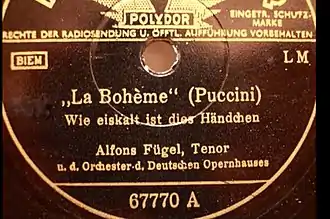 POLYDOR
EINGETR. SCHUTZ-
MARKE
RECHTE DER RADIOSENDUNG U. ÖFFTL. AUFFÜHRUNG VORBEHALTEN
BIEM
LM
„La Bohème“ (Puccini)
Wie eiskalt ist dies Händchen
Alfons Fügel, Tenor
u. d. Orchester d. Deutschen Opernhauses
67770 A